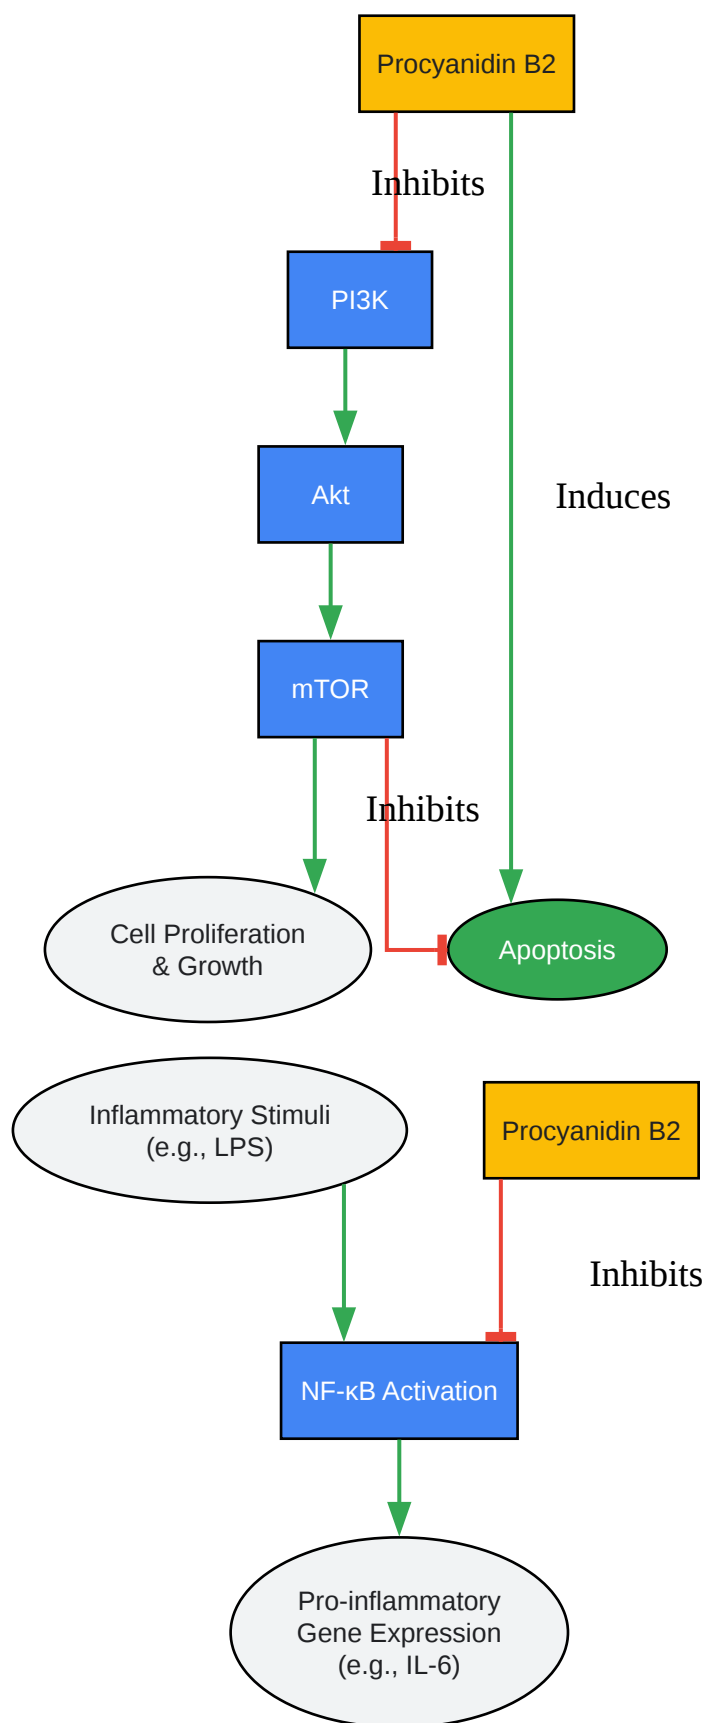 Procyanidin B2
Inhibits
PI3K
Akt
Induces
mTOR
Inhibits
Cell Proliferation
& Growth
Apoptosis
Inflammatory Stimuli
(e.g., LPS)
Procyanidin B2
Inhibits
NF-κB Activation
Pro-inflammatory
Gene Expression
(e.g., IL-6)